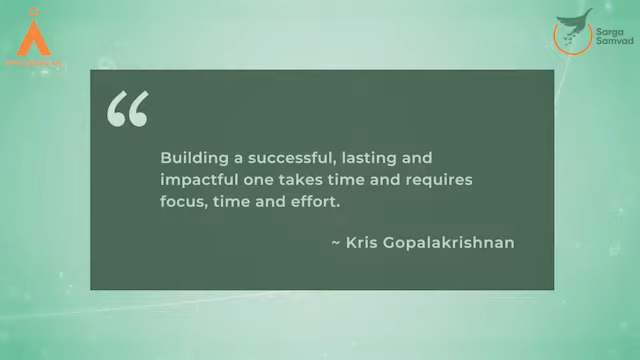 Sarga
Samvad
“
Building a successful, lasting and
impactful one takes time and requires
focus, time and effort.
~ Kris Gopalakrishnan